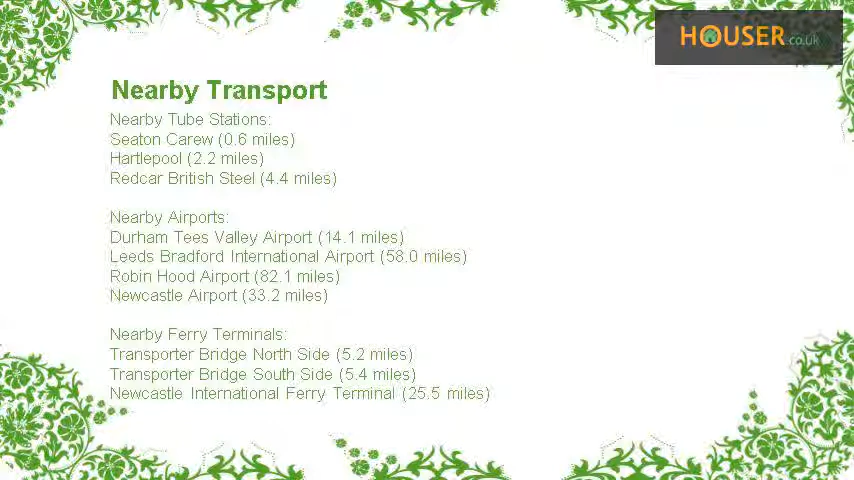 HOUSER.co.uk
Nearby Transport
Nearby Tube Stations:
Seaton Carew (0.6 miles)
Hartlepool (2.2 miles)
Redcar British Steel (4.4 miles)
Nearby Airports:
Durham Tees Valley Airport (14.1 miles)
Leeds Bradford International Airport (58.0 miles)
Robin Hood Airport (82.1 miles)
Newcastle Airport (33.2 miles)
Nearby Ferry Terminals:
Transporter Bridge North Side (5.2 miles)
Transporter Bridge South Side (5.4 miles)
Newcastle International Ferry Terminal (25.5 miles)